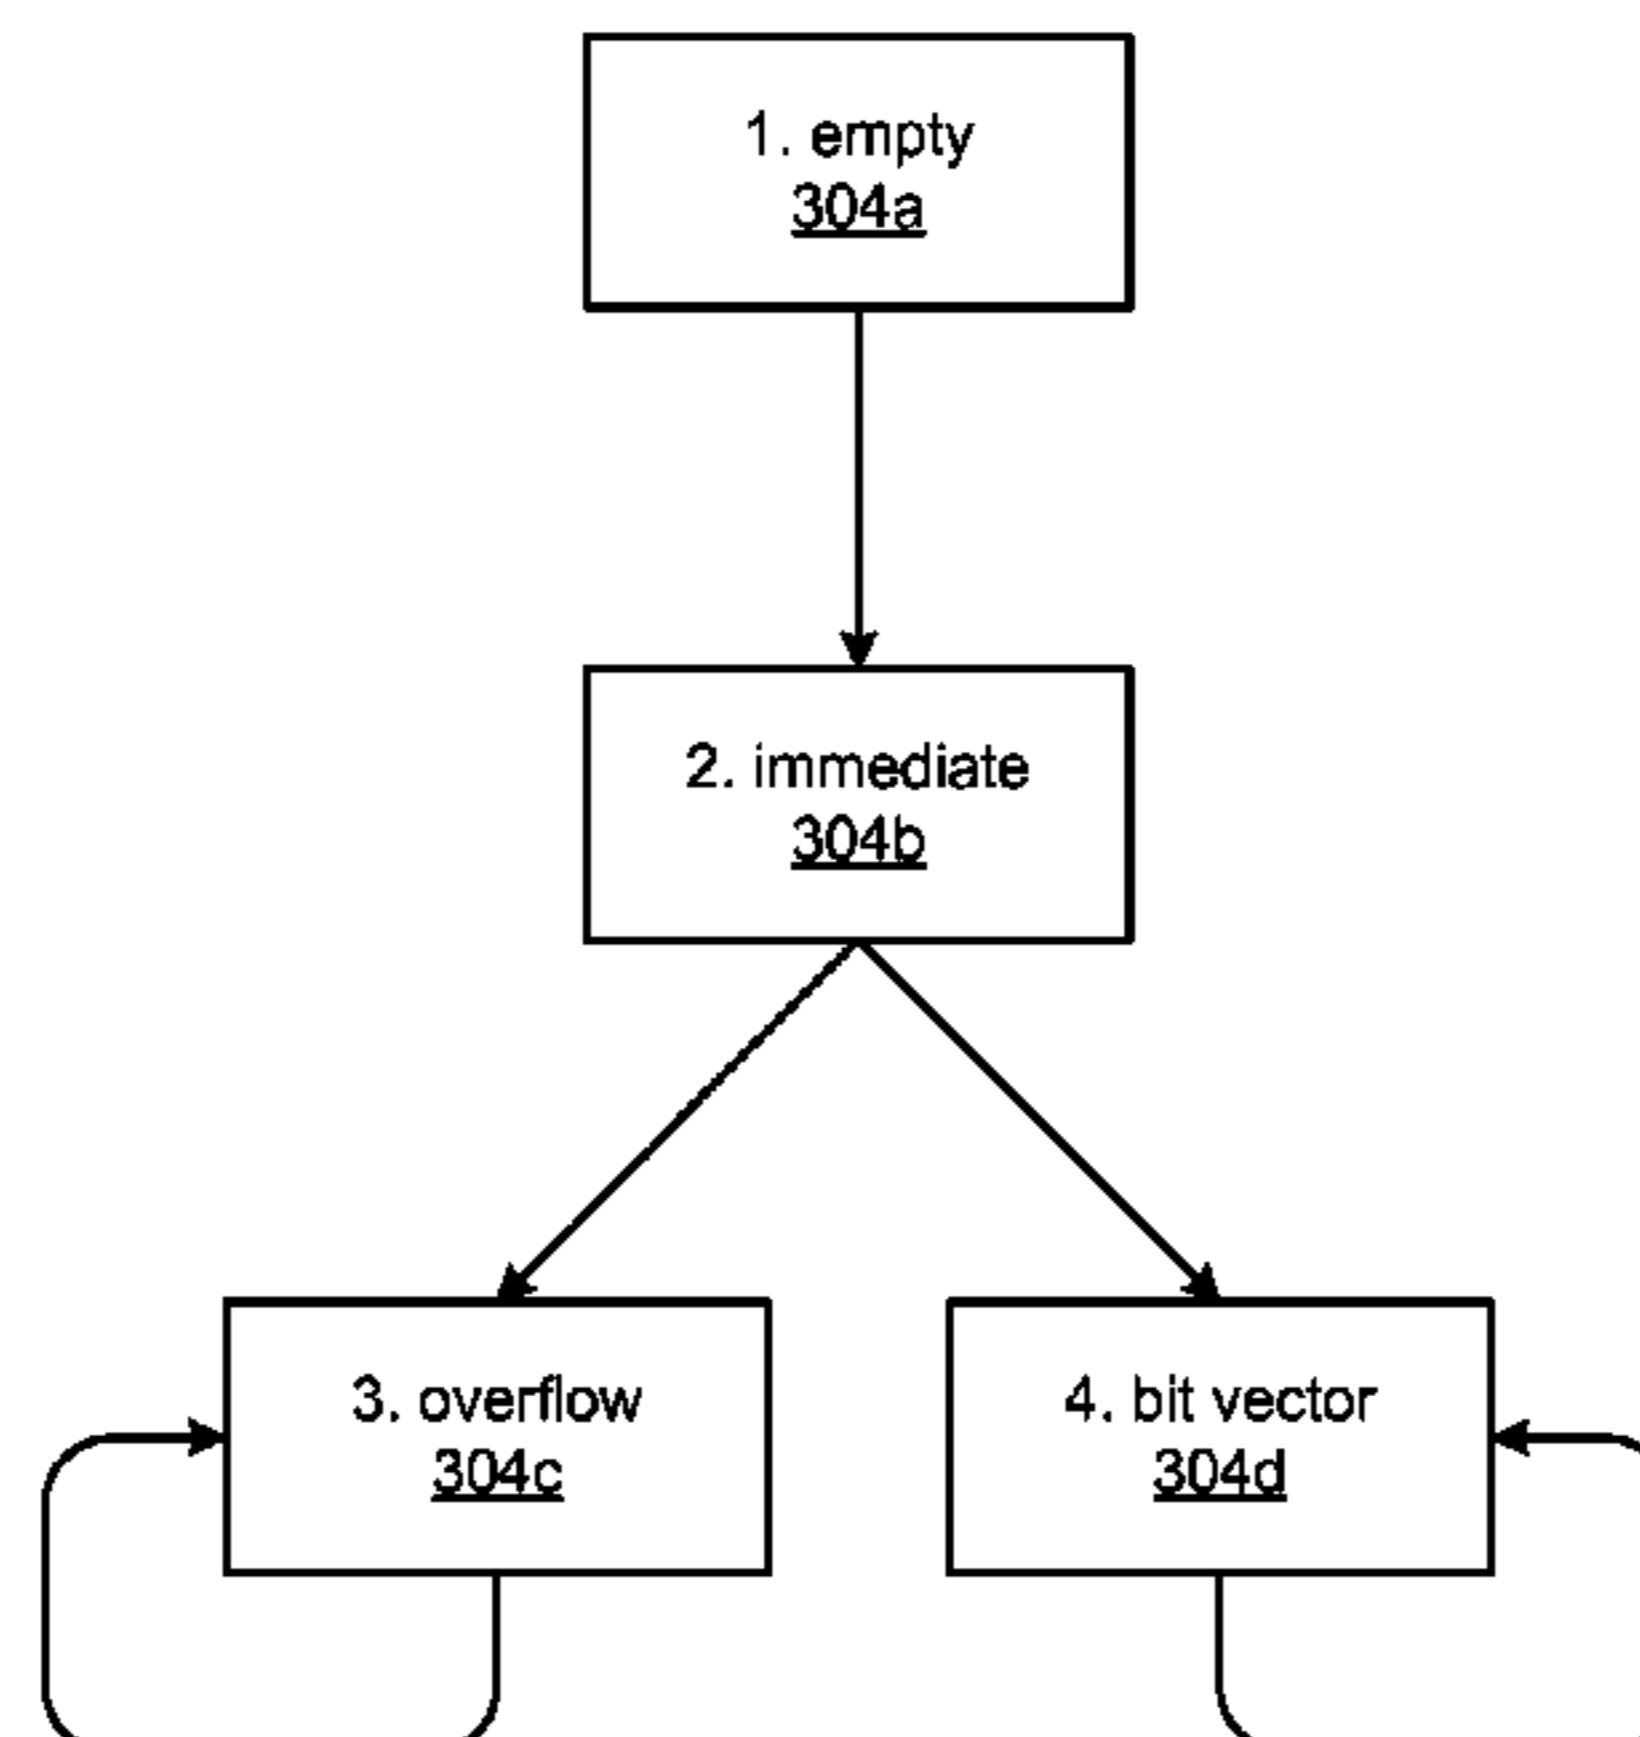 1. empty
304a
2. immediate
304b
3. overflow
304c
4. bit vector
304d